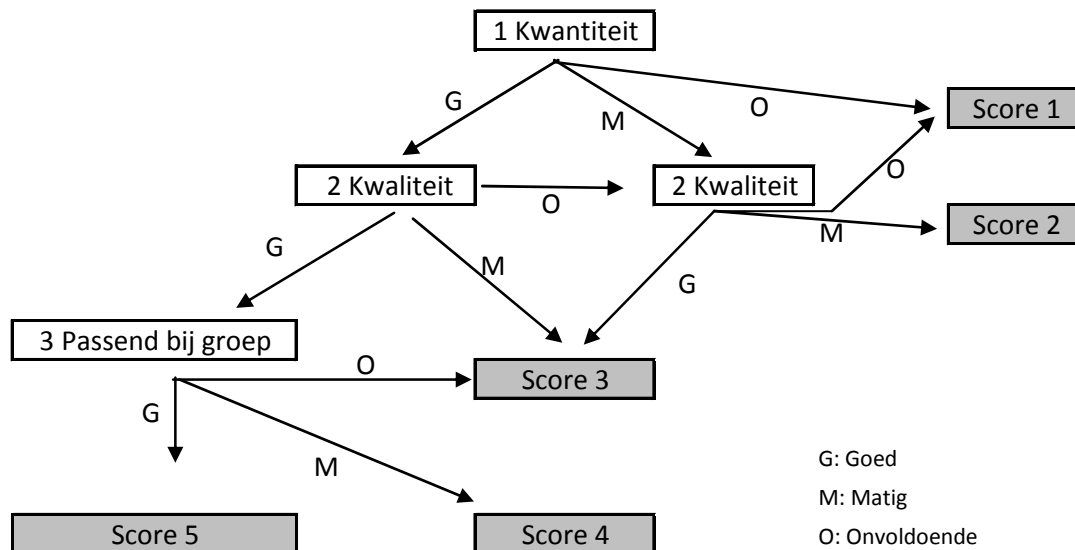 1 Kwantiteit
G
M
O
Score 1
2 Kwaliteit
O
2 Kwaliteit
O
M
Score 2
G
M
G
3 Passend bij groep
O
Score 3
G
M
G: Goed
M: Matig
O: Onvoldoende
Score 5
Score 4